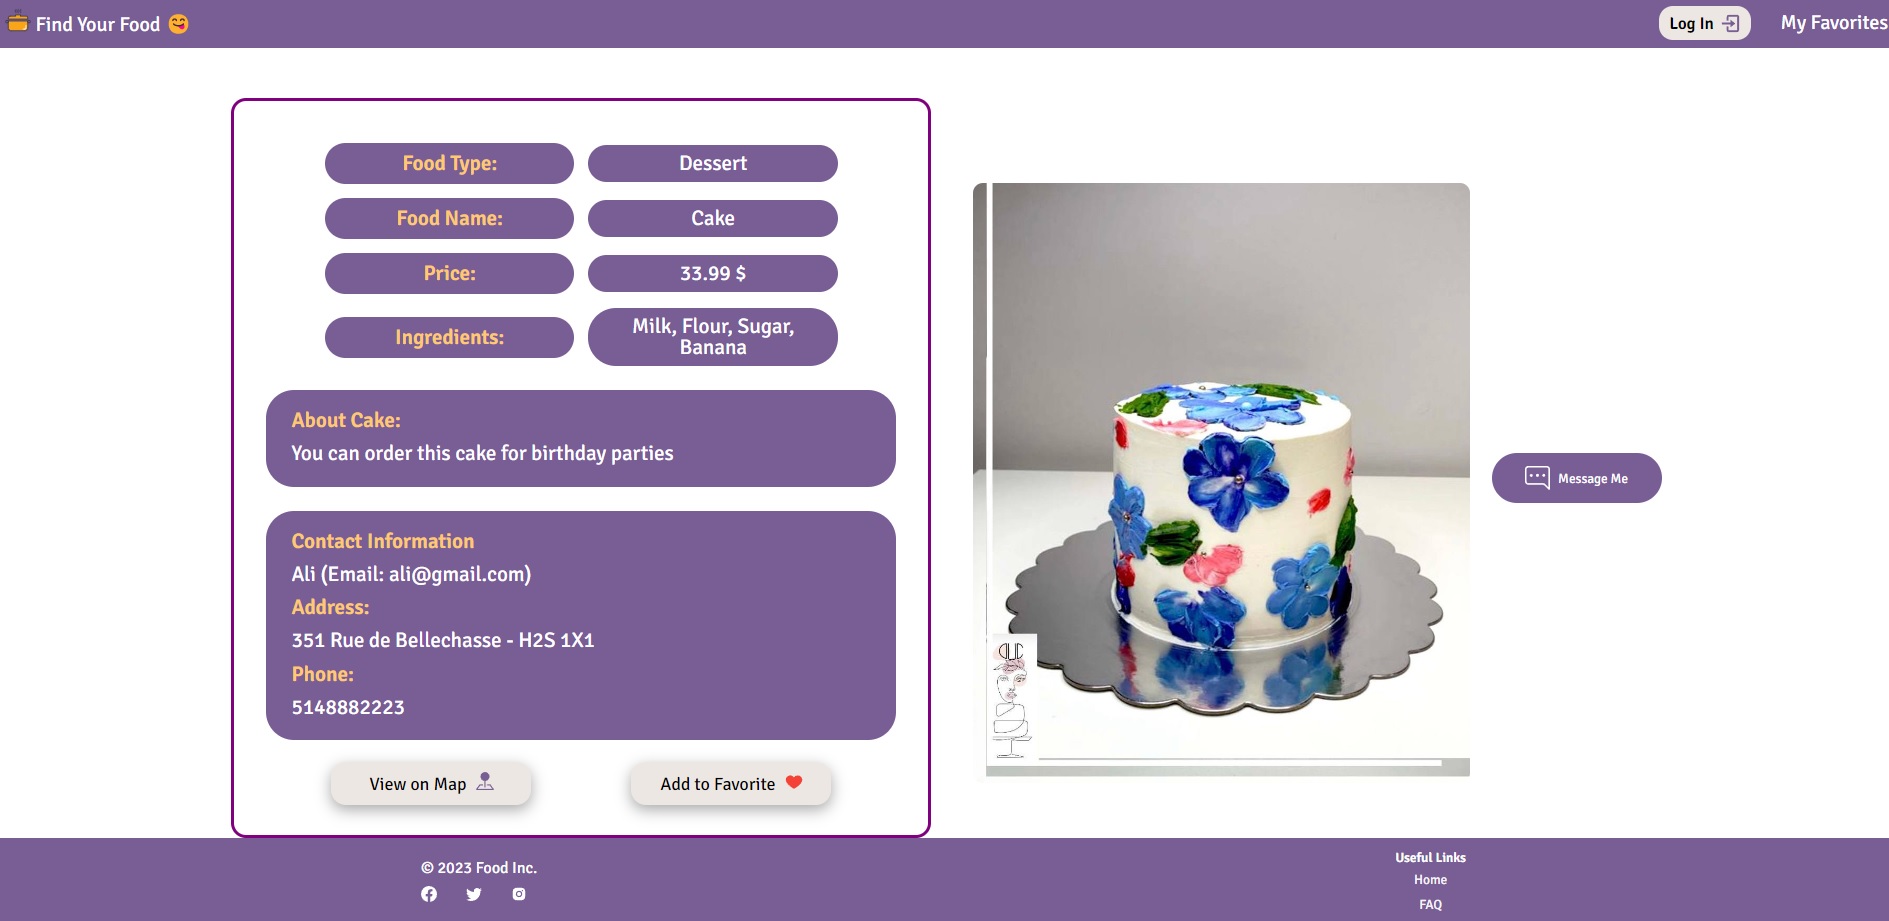 Find Your Food
Log In
My Favorites
Food Type:
Dessert
Food Name:
Cake
Price:
33.99 $
Ingredients:
Milk, Flour, Sugar,
Banana
About Cake:
You can order this cake for birthday parties
Contact Information
Ali (Email: ali@gmail.com)
Address:
351 Rue de Bellechasse - H2S 1X1
Phone:
5148882223
View on Map
Add to Favorite
Message Me
© 2023 Food Inc.
Useful Links
Home
FAQ